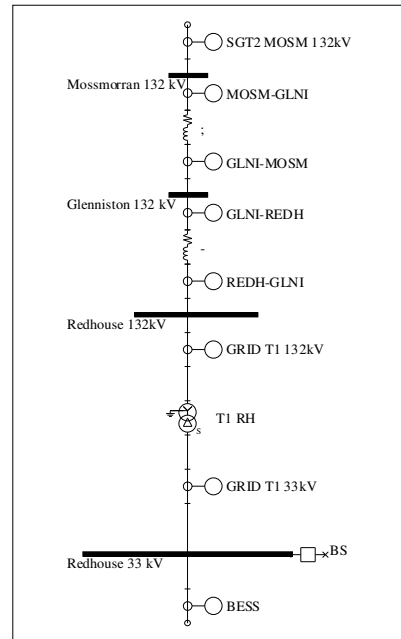 SGT2 MOSM 132kV
Mossmorran 132 kV
MOSM-GLNI
;
GLNI-MOSM
Glenniston 132 kV
GLNI-REDH
-
REDH-GLNI
Redhouse 132kV
GRID T1 132kV
T1 RH
s
GRID T1 33kV
BS
Redhouse 33 kV
BESS